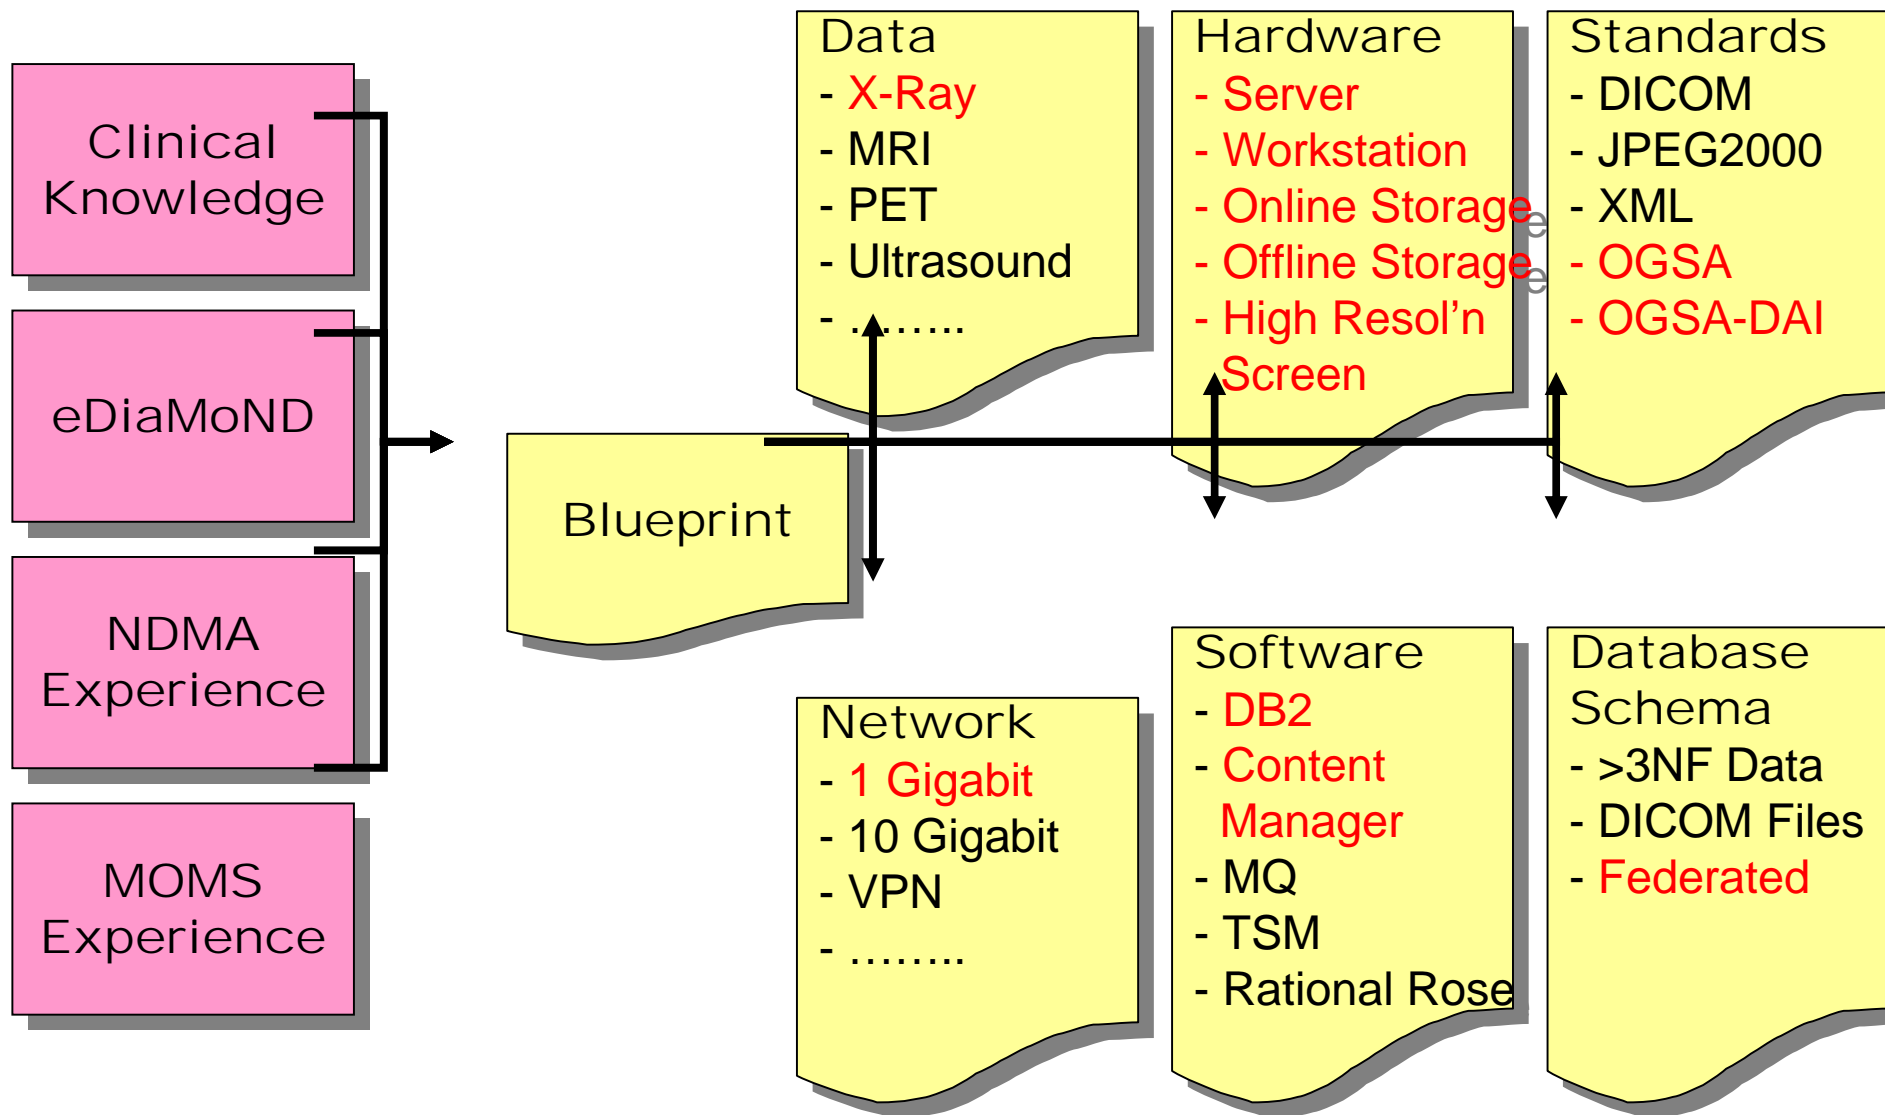 Clinical
Knowledge
eDiaMoND
NDMA
Experience
MOMS
Experience
Blueprint
Data
- X-Ray
- MRI
- PET
- Ultrasound
- ……..
Hardware
- Server
- Workstation
- Online Storage
- Offline Storage
- High Resol’n
Screen
Standards
- DICOM
- JPEG2000
- XML
- OGSA
- OGSA-DAI
Network
- 1 Gigabit
- 10 Gigabit
- VPN
- ……..
Software
- DB2
- Content
Manager
- MQ
- TSM
- Rational Rose
Database
Schema
- >3NF Data
- DICOM Files
- Federated